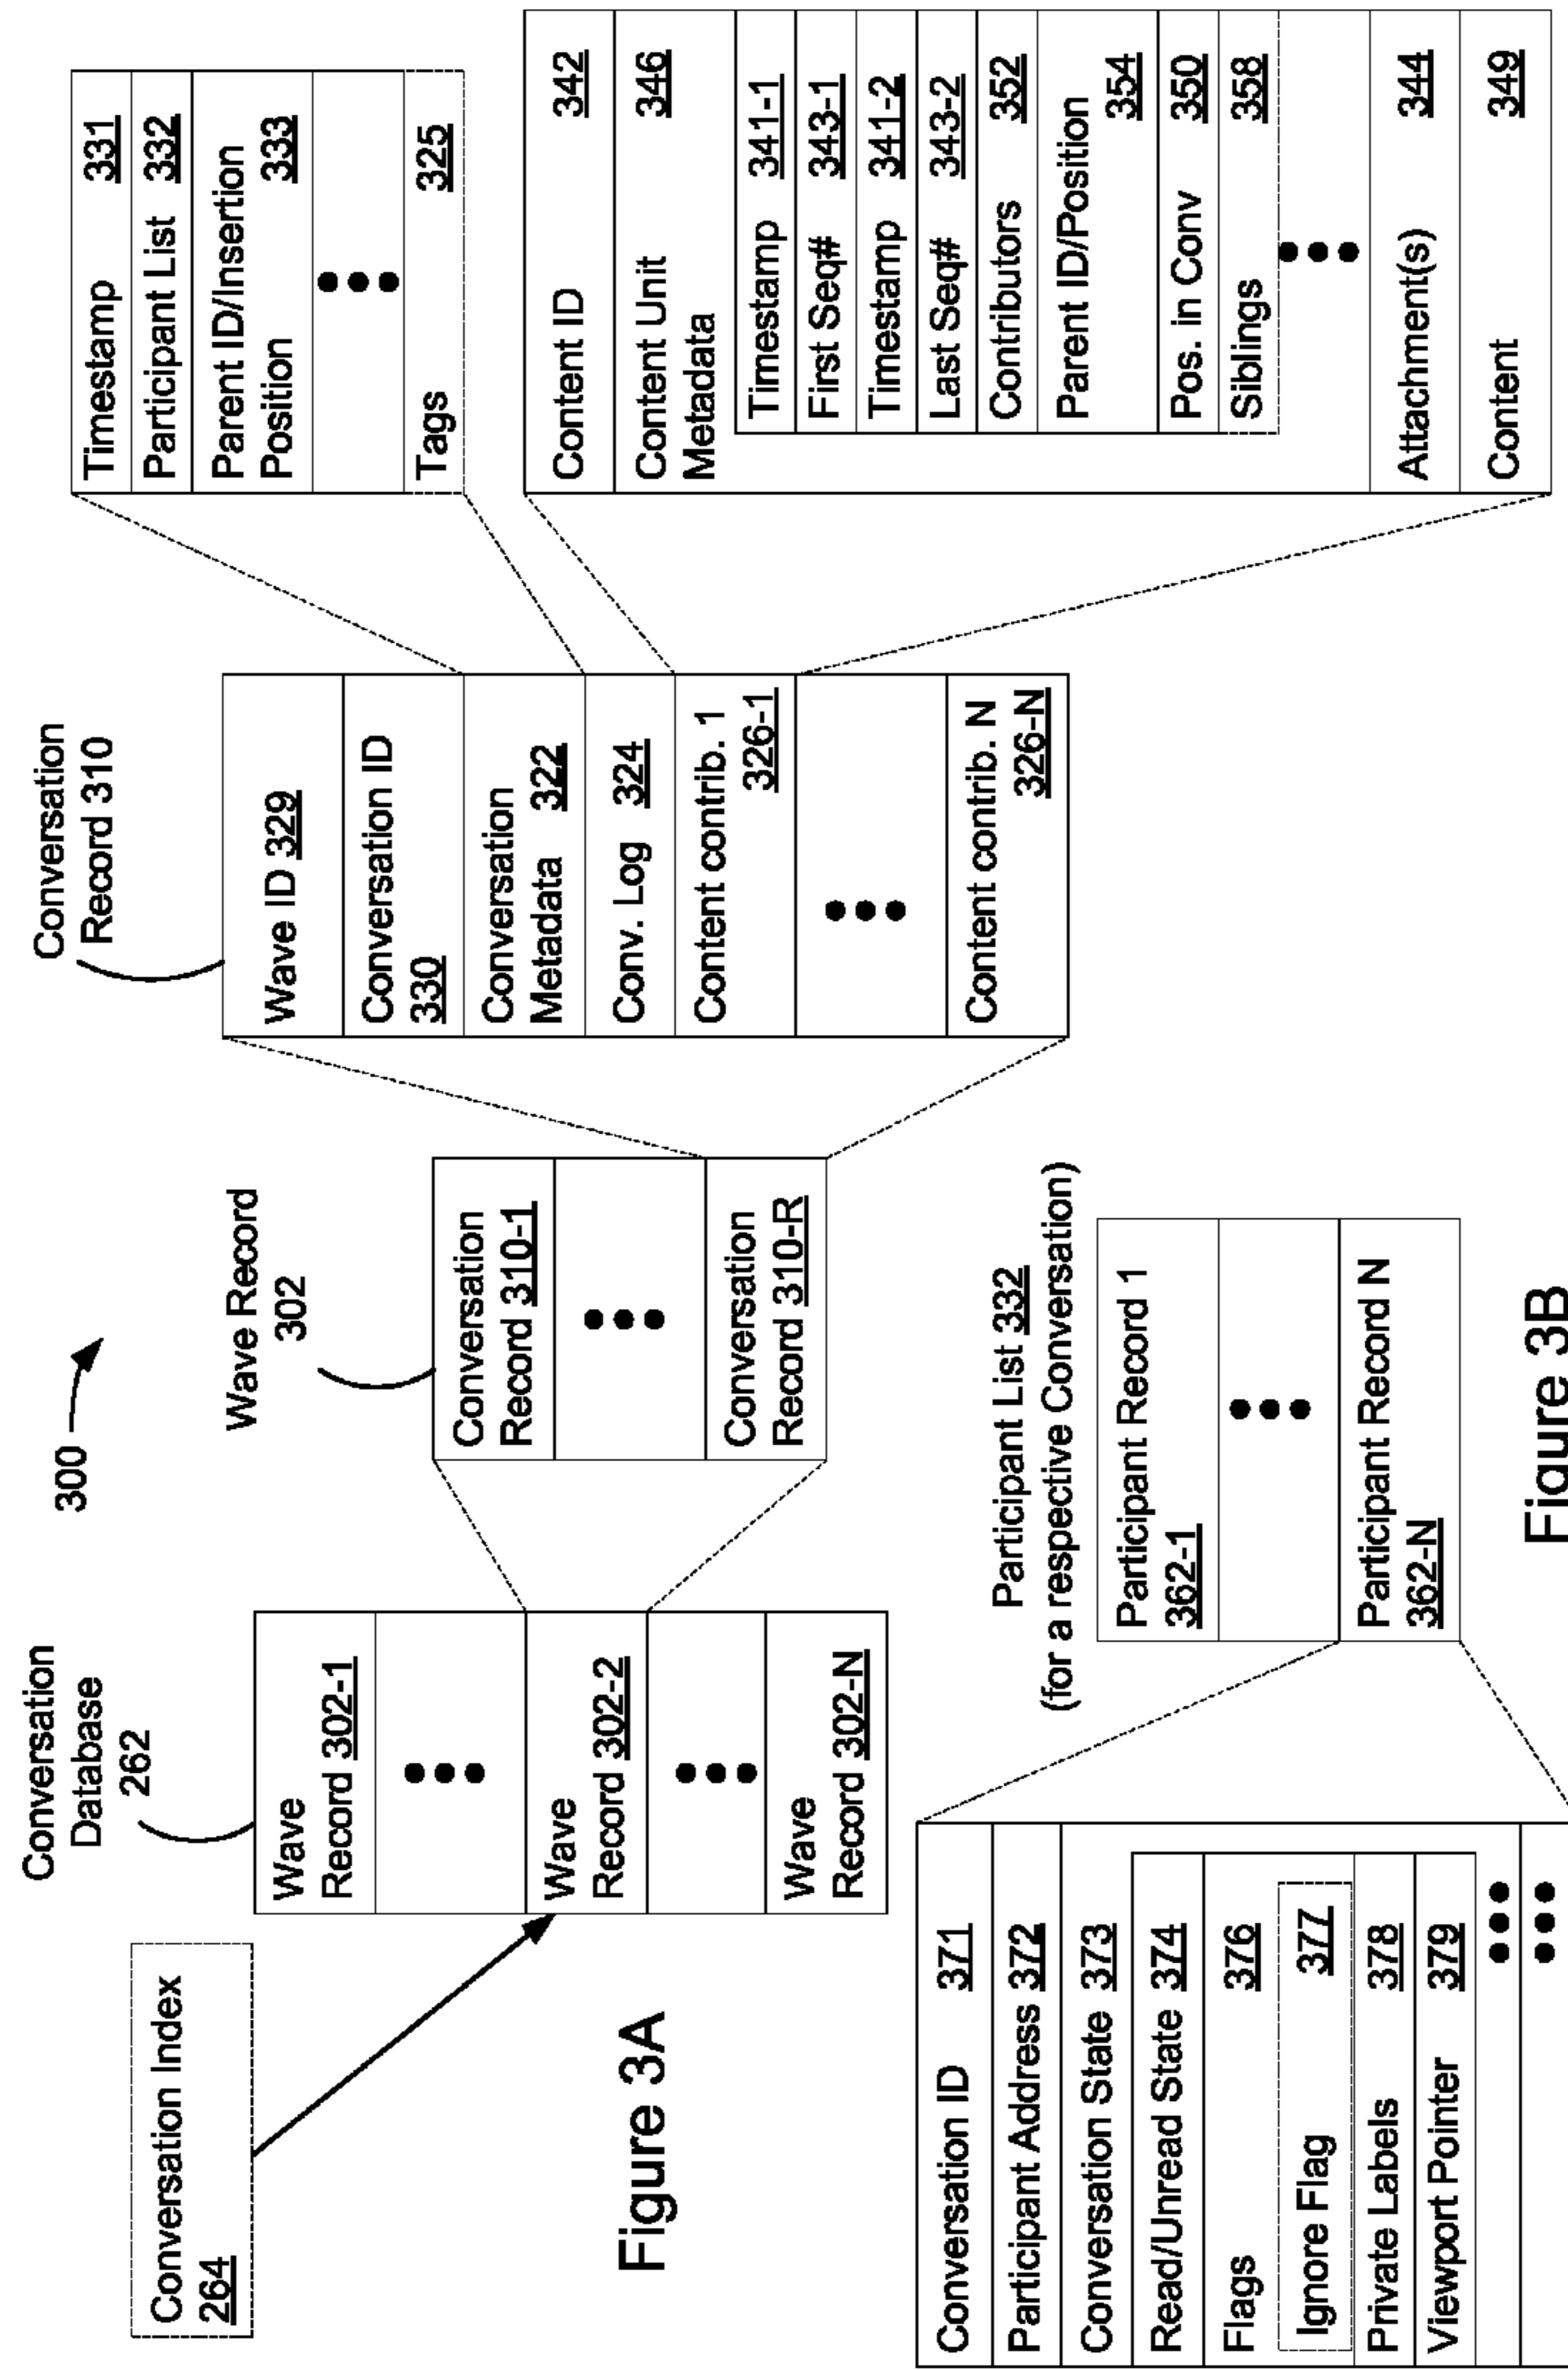 300
Conversation Index
264
Conversation
Database
262
Wave
Record 302-1
Wave
Record 302-2
Wave
Record 302-N
Wave Record
302
Conversation
Record 310-1
Conversation
Record 310-R
Conversation
Record 310
Wave ID 329
Conversation ID
330
Conversation
Metadata 322
Conv. Log 324
Content contrib. 1
326-1
Content contrib. N
326-N
Timestamp 331
Participant List 332
Parent ID/Insertion
Position 333
Tags 325
Content ID 342
Content Unit 346
Metadata
Timestamp 341-1
First Seq# 343-1
Timestamp 341-2
Last Seq# 343-2
Contributors 352
Parent ID/Position
354
Pos. in Conv 350
Siblings 358
Attachment(s) 344
Content 349
Figure 3A
Conversation ID 371
Participant Address 372
Conversation State 373
Read/Unread State 374
Flags 376
Ignore Flag 377
Private Labels 378
Viewport Pointer 379
Participant List 332
(for a respective Conversation)
Participant Record 1
362-1
Participant Record N
362-N
Figure 3B